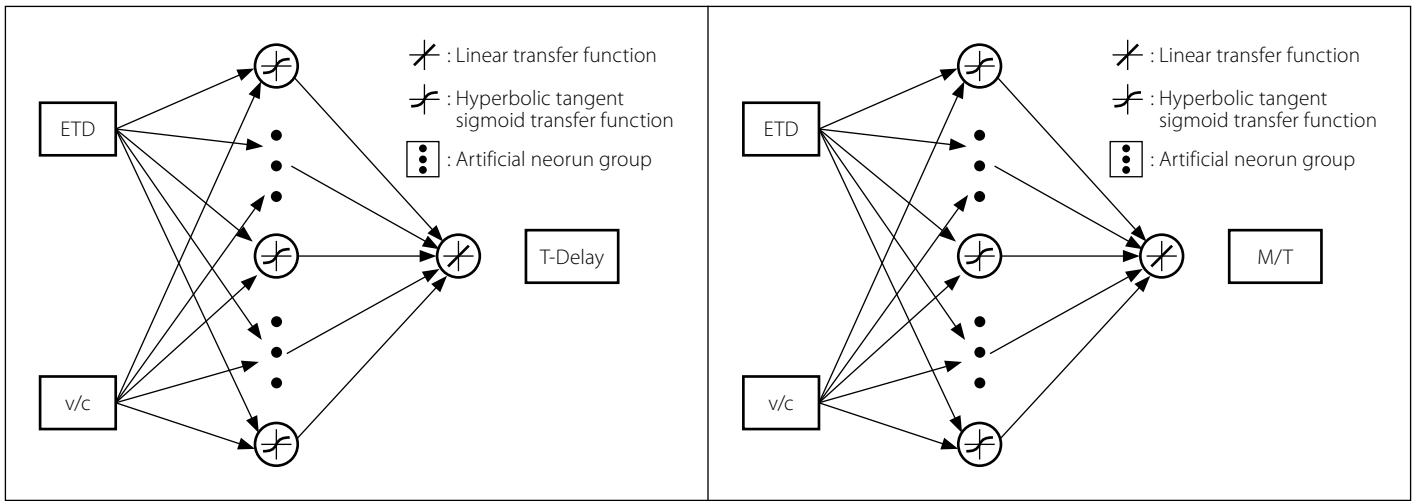 : Linear transfer function
: Hyperbolic tangent
sigmoid transfer function
: Artificial neorun group
ETD
T-Delay
v/c
: Linear transfer function
: Hyperbolic tangent
sigmoid transfer function
: Artificial neorun group
ETD
M/T
v/c